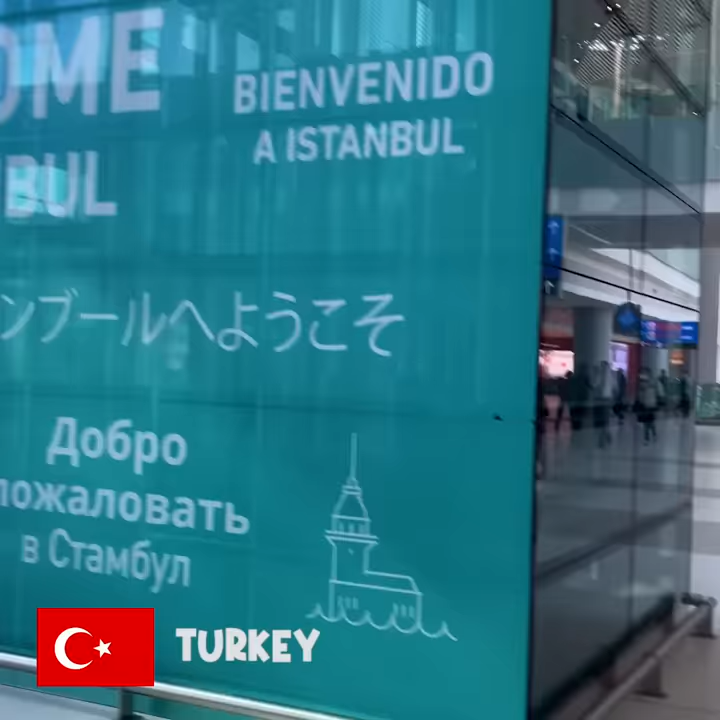 OME
BUL
BIENVENIDO
A ISTANBUL
ンブールへようこそ
Добро
пожаловать
в Стамбул
TURKEY